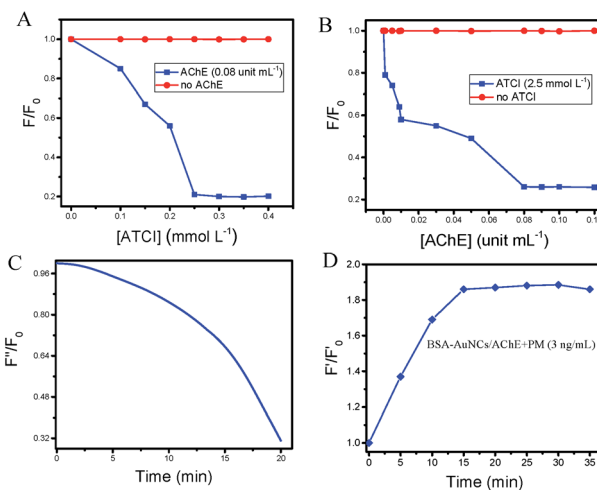 A
F/F0
1.0
0.8
0.6
0.4
0.2
AChE (0.08 unit mL-1)
no AChE
0.0 0.1 0.2 0.3 0.4
[ATCI] (mmol L-1)
B
F/F0
1.0
0.8
0.6
0.4
0.2
ATCI (2.5 mmol L-1)
no ATCI
0.00 0.02 0.04 0.06 0.08 0.10 0.12
[AChE] (unit mL-1)
C
F''/F0
0.96
0.80
0.64
0.48
0.32
0 5 10 15 20
Time (min)
D
F'/F'0
2.0
1.8
1.6
1.4
1.2
1.0
BSA-AuNCs/AChE+PM (3 ng/mL)
0 5 10 15 20 25 30 35
Time (min)